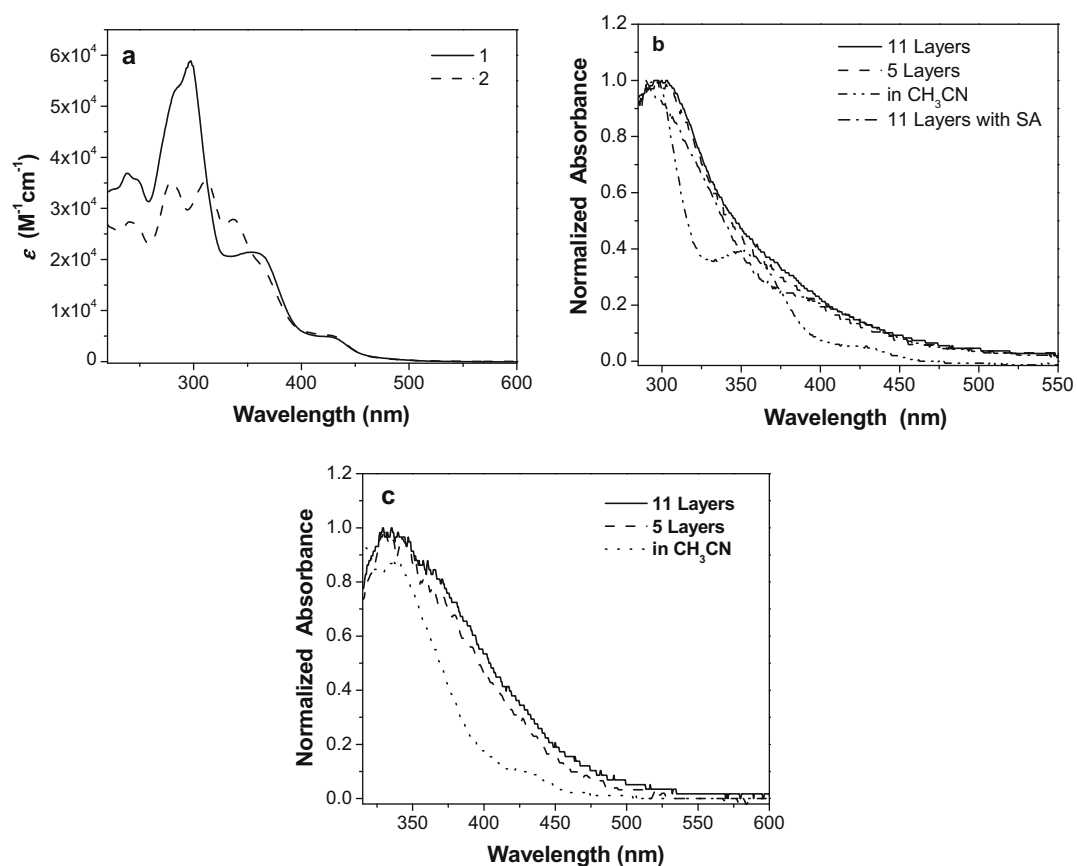 a
1
2
6x10⁴
5x10⁴
4x10⁴
3x10⁴
2x10⁴
1x10⁴
0
ε (M⁻¹cm⁻¹)
300 400 500 600
Wavelength (nm)
b
11 Layers
5 Layers
in CH₃CN
11 Layers with SA
1.2
1.0
0.8
0.6
0.4
0.2
0.0
Normalized Absorbance
300 350 400 450 500 550
Wavelength (nm)
c
11 Layers
5 Layers
in CH₃CN
1.2
1.0
0.8
0.6
0.4
0.2
0.0
Normalized Absorbance
350 400 450 500 550 600
Wavelength (nm)